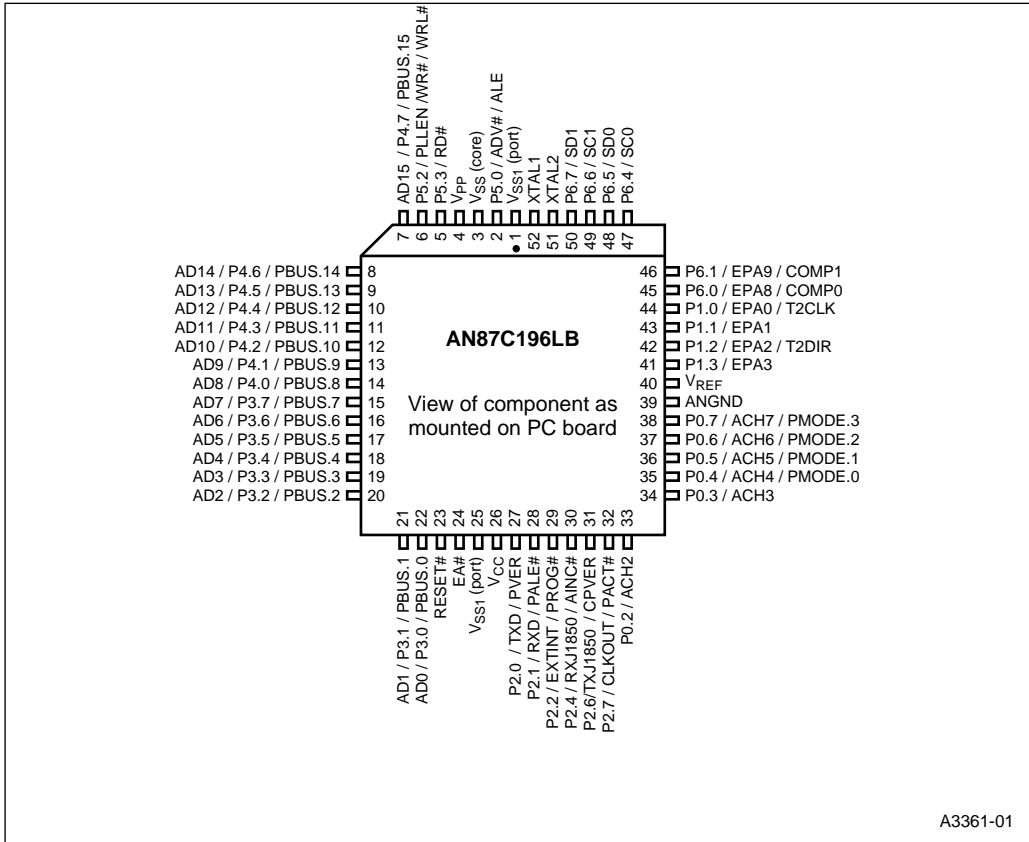 AD15 / P4.7 / PBUS.15
P5.2 / PLLEN /WR# / WRL#
P5.3 / RD#
VPP
VSS (core)
P5.0 / ADV# / ALE
VSS1 (port)
XTAL1
XTAL2
P6.7 / SD1
P6.6 / SC1
P6.5 / SD0
P6.4 / SC0
7
6
5
4
3
2
1
52
51
50
49
48
47
AD14 / P4.6 / PBUS.14 8
AD13 / P4.5 / PBUS.13 9
AD12 / P4.4 / PBUS.12 10
AD11 / P4.3 / PBUS.11 11
AD10 / P4.2 / PBUS.10 12
AD9 / P4.1 / PBUS.9 13
AD8 / P4.0 / PBUS.8 14
AD7 / P3.7 / PBUS.7 15
AD6 / P3.6 / PBUS.6 16
AD5 / P3.5 / PBUS.5 17
AD4 / P3.4 / PBUS.4 18
AD3 / P3.3 / PBUS.3 19
AD2 / P3.2 / PBUS.2 20
AN87C196LB
View of component as
mounted on PC board
46 P6.1 / EPA9 / COMP1
45 P6.0 / EPA8 / COMP0
44 P1.0 / EPA0 / T2CLK
43 P1.1 / EPA1
42 P1.2 / EPA2 / T2DIR
41 P1.3 / EPA3
40 VREF
39 ANGND
38 P0.7 / ACH7 / PMODE.3
37 P0.6 / ACH6 / PMODE.2
36 P0.5 / ACH5 / PMODE.1
35 P0.4 / ACH4 / PMODE.0
34 P0.3 / ACH3
21
22
23
24
25
26
27
28
29
30
31
32
33
AD1 / P3.1 / PBUS.1
AD0 / P3.0 / PBUS.0
RESET#
EA#
VSS1 (port)
VCC
P2.0 / TXD / PVER
P2.1 / RXD / PALE#
P2.2 / EXTINT / PROG#
P2.4 / RXJ1850 / AINC#
P2.6/TXJ1850 / CPVER
P2.7 / CLKOUT / PACT#
P0.2 / ACH2
A3361-01